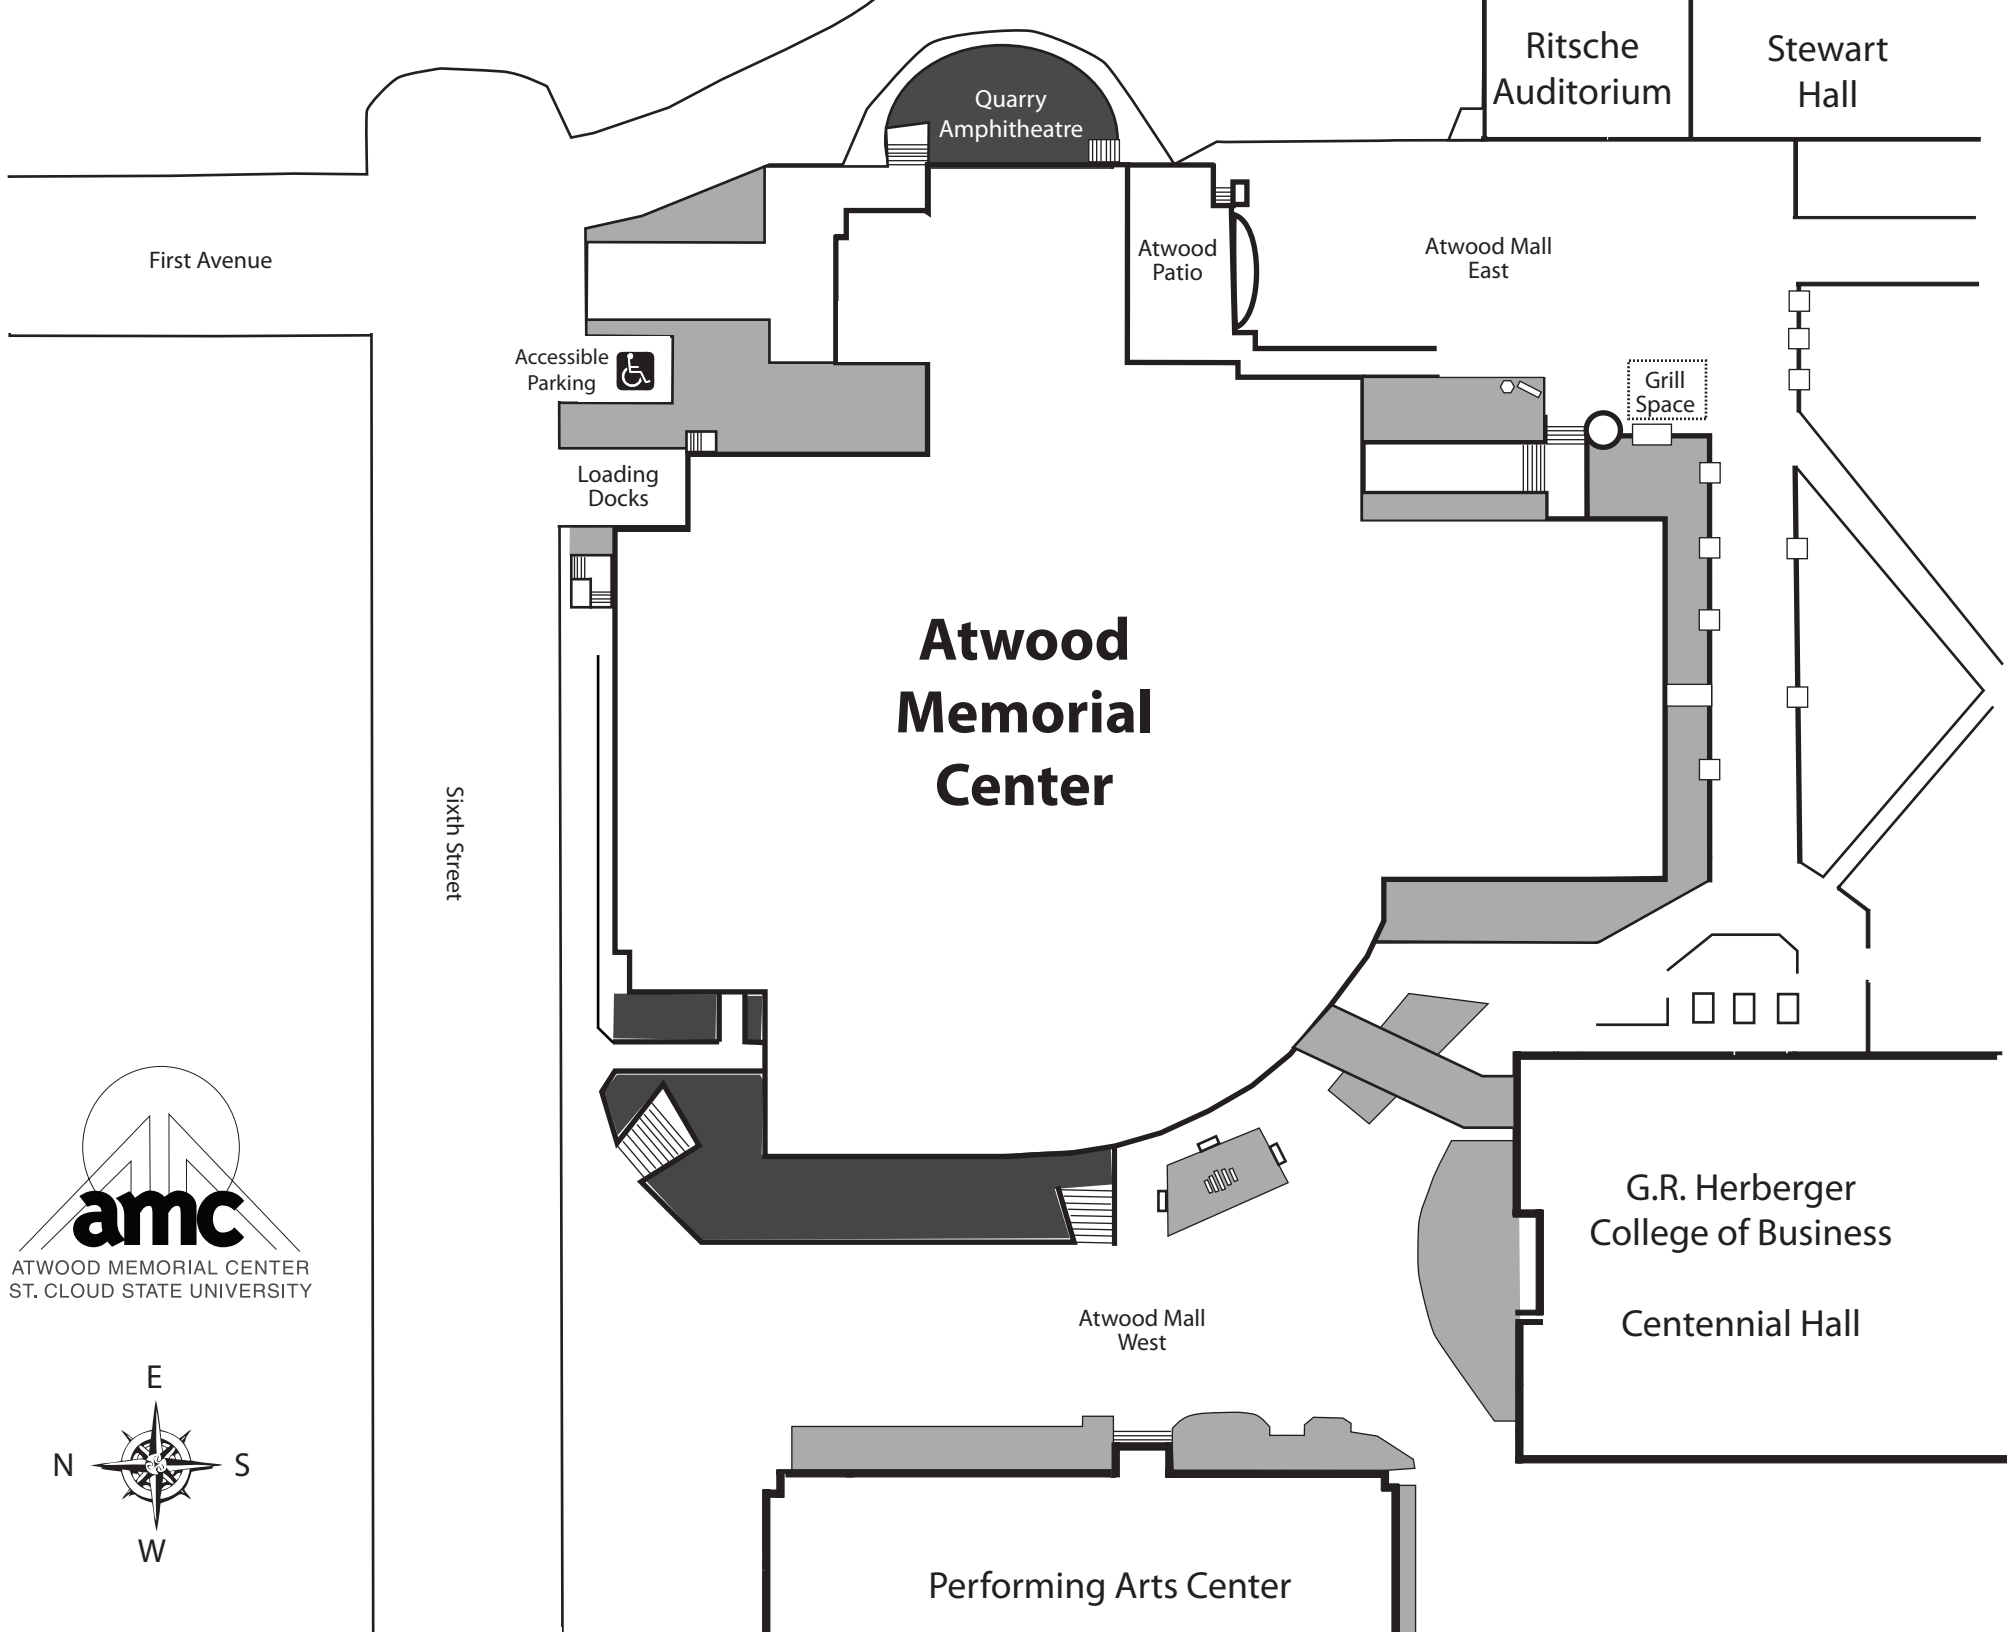 Ritsche
Auditorium
Stewart
Hall
Quarry
Amphitheatre
First Avenue
Atwood
Patio
Atwood Mall
East
Accessible
Parking
Grill
Space
Loading
Docks
Atwood
Memorial
Center
Sixth Street
amc
ATWOOD MEMORIAL CENTER
ST. CLOUD STATE UNIVERSITY
G.R. Herberger
College of Business
Centennial Hall
Atwood Mall
West
E
N
S
W
Performing Arts Center